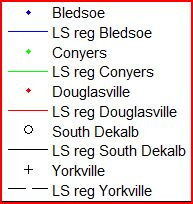 Bledsoe
LS reg Bledsoe
Conyers
LS reg Conyers
Douglasville
LS reg Douglasville
South Dekalb
LS reg South Dekalb
Yorkville
LS reg Yorkville